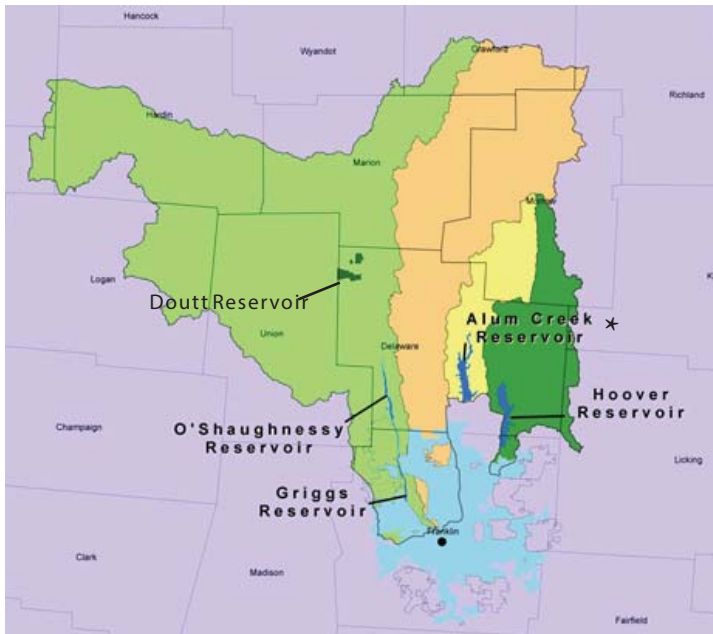 Hancock
Wyandot
Crawford
Richland
Hardin
Marion
Morrow
Logan
Doutt Reservoir
Union
Delaware
Alum Creek *
Reservoir
Hoover
Reservoir
O'Shaughnessy
Reservoir
Champaign
Licking
Griggs
Reservoir
Franklin
Clark
Madison
Fairfield